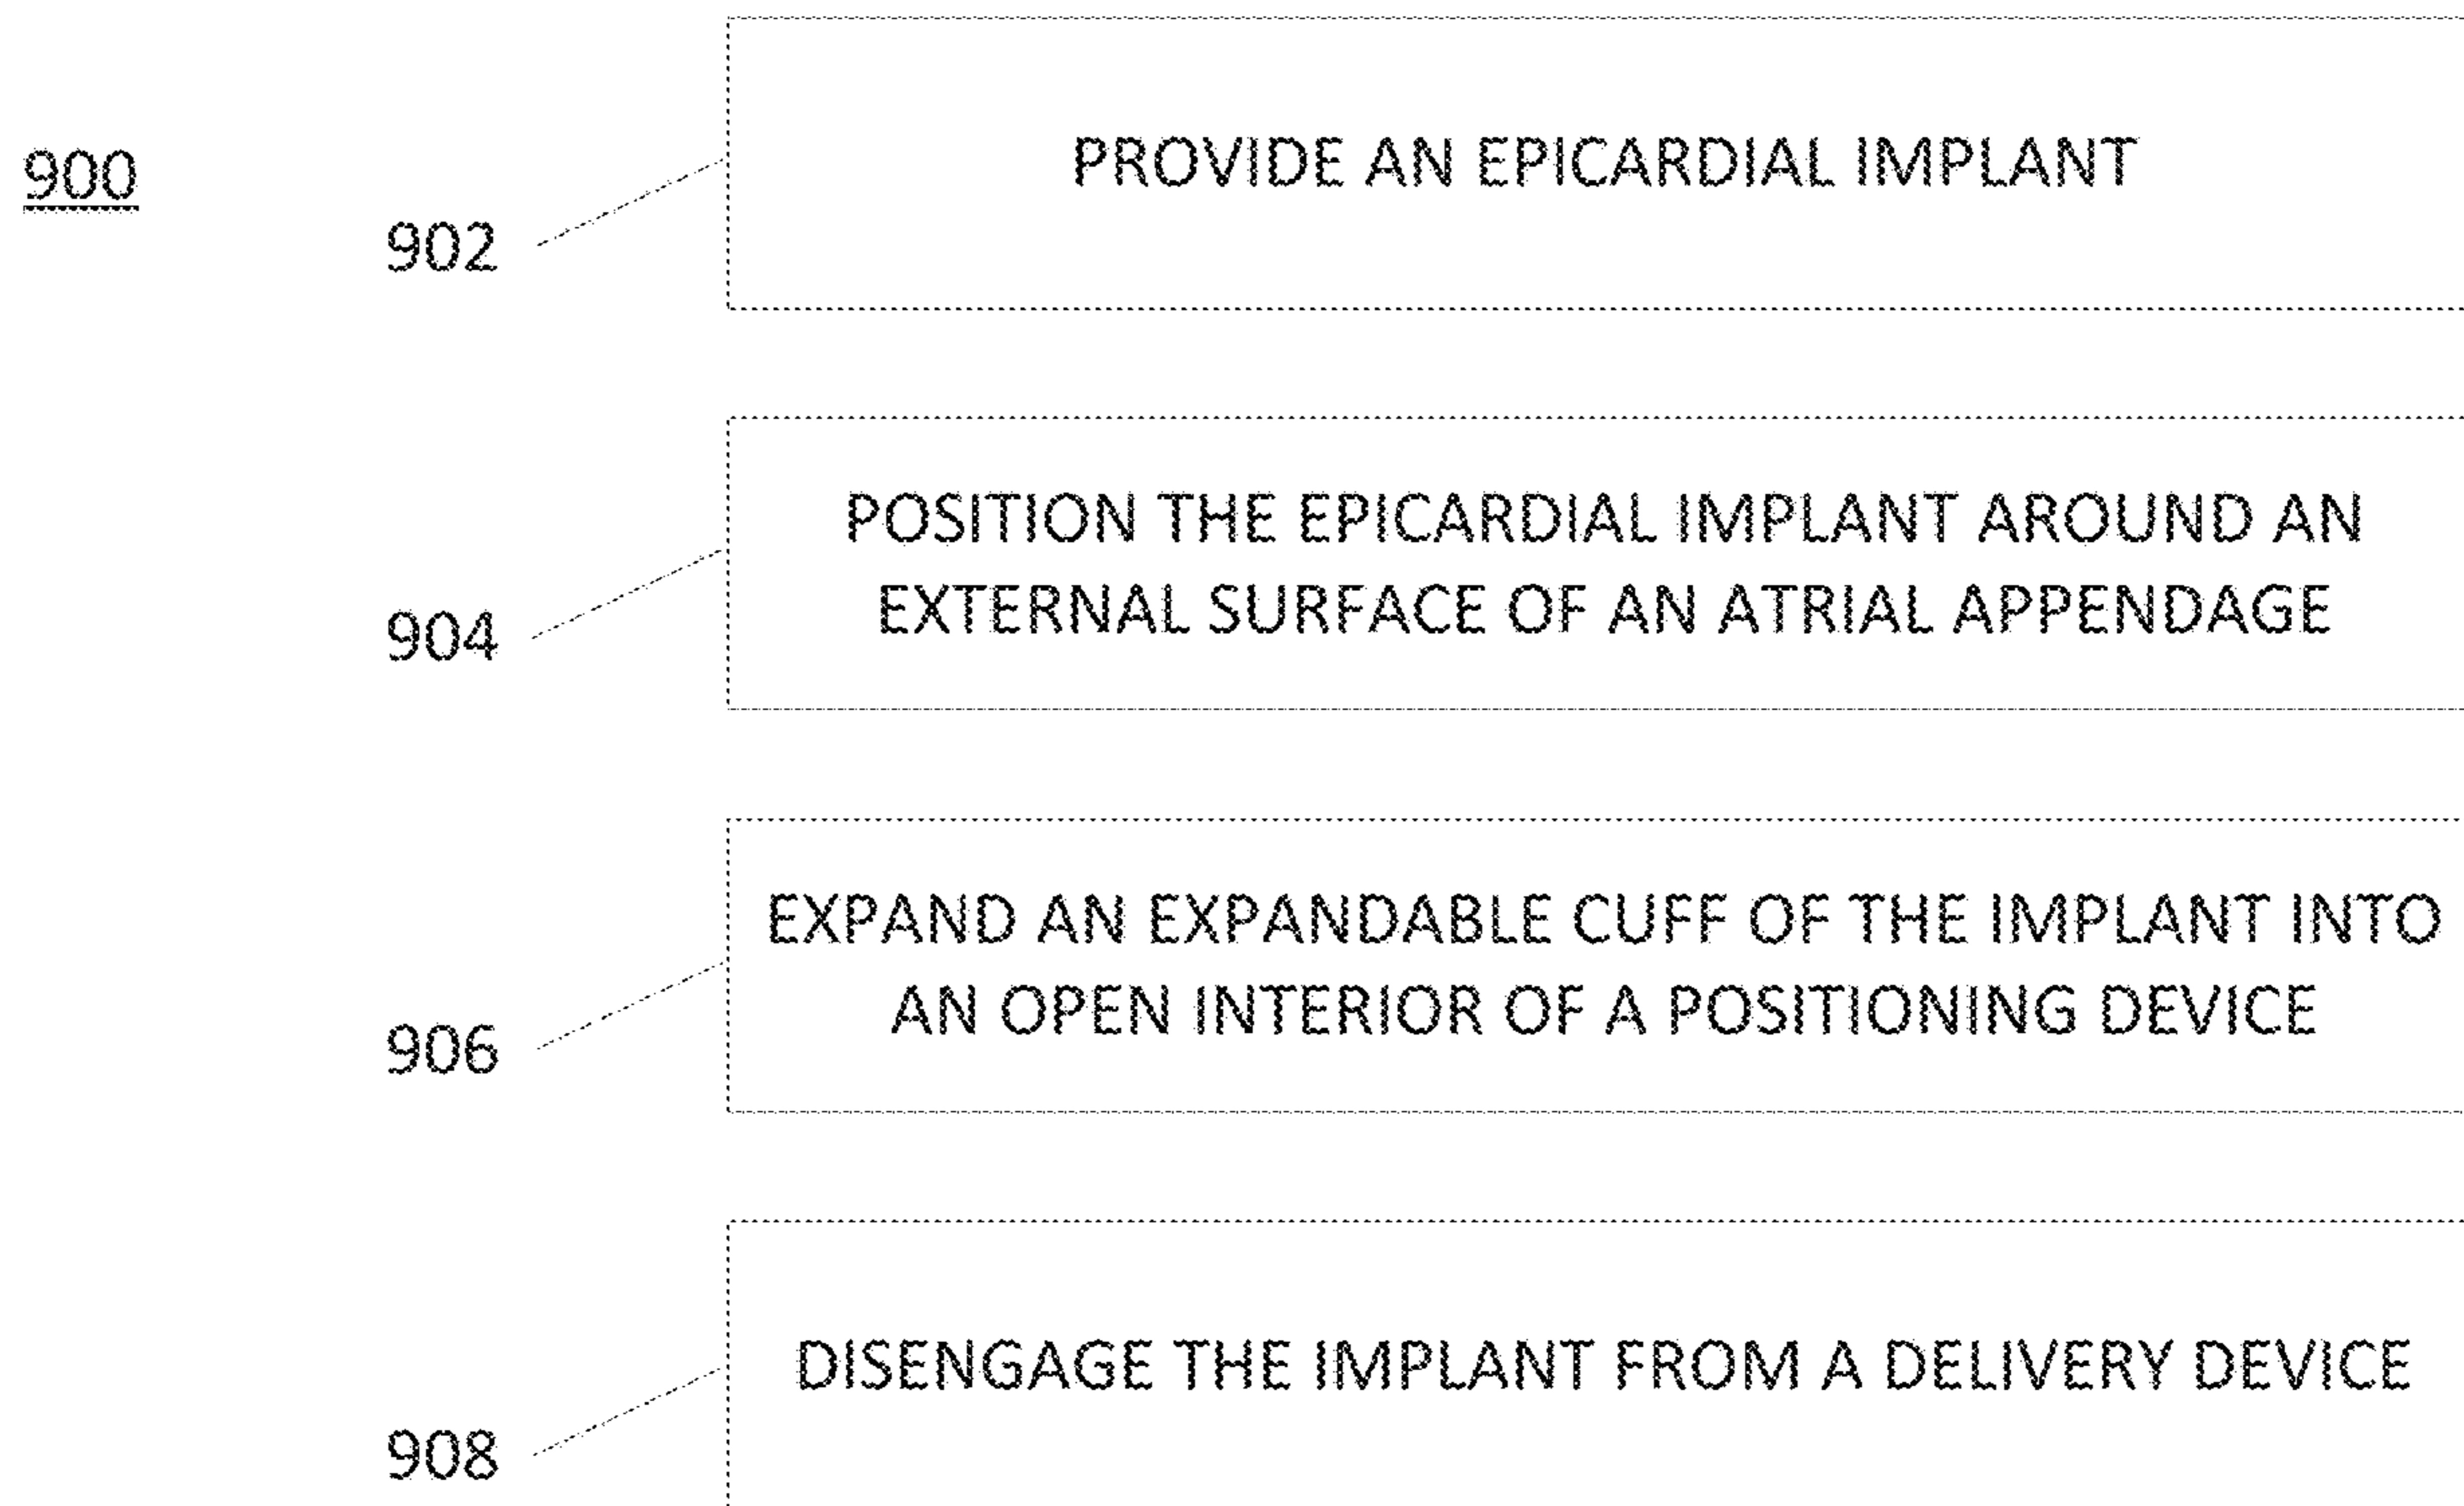 900
902
PROVIDE AN EPICARDIAL IMPLANT
904
POSITION THE EPICARDIAL IMPLANT AROUND AN
EXTERNAL SURFACE OF AN ATRIAL APPENDAGE
906
EXPAND AN EXPANDABLE CUFF OF THE IMPLANT INTO
AN OPEN INTERIOR OF A POSITIONING DEVICE
908
DISENGAGE THE IMPLANT FROM A DELIVERY DEVICE